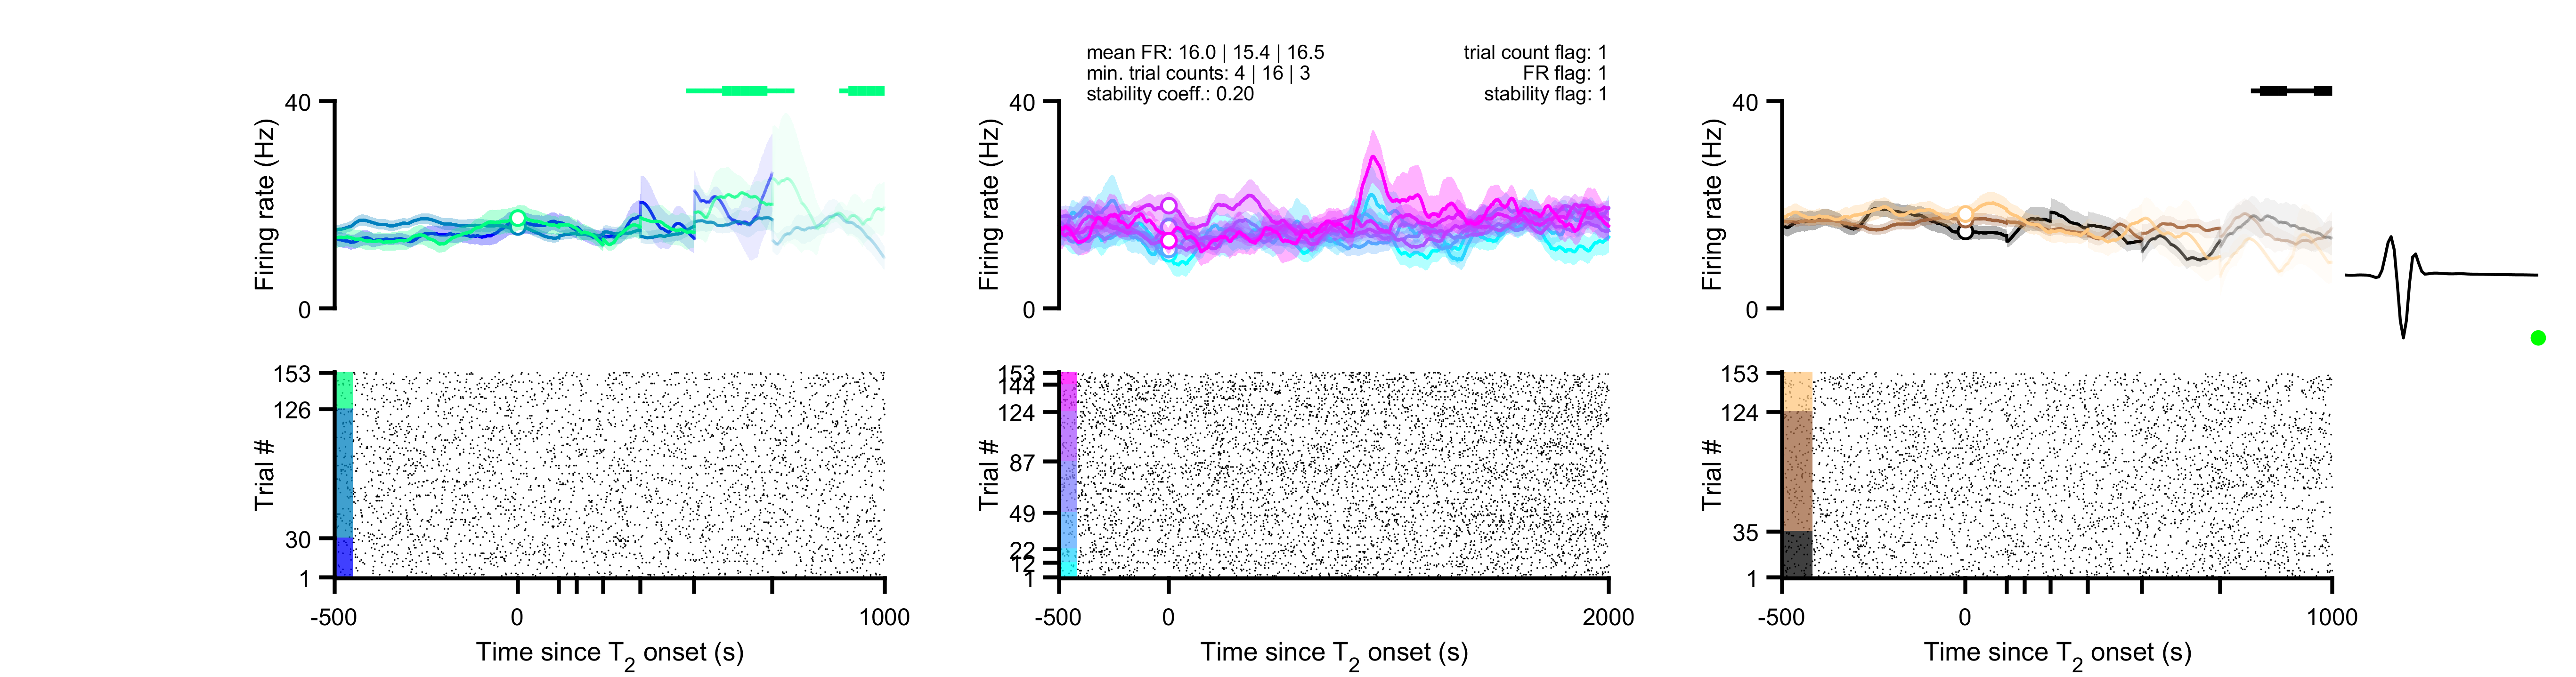 mean FR: 16.0 | 15.4 | 16.5
min. trial counts: 4 | 16 | 3
stability coeff.: 0.20
trial count flag: 1
FR flag: 1
stability flag: 1
40
Firing rate (Hz)
0
40
Firing rate (Hz)
0
40
Firing rate (Hz)
0
153
126
Trial #
30
1
-500
0
1000
Time since T2 onset (s)
153
144
124
87
Trial #
49
22
12
1
-500
0
2000
Time since T2 onset (s)
153
124
Trial #
35
1
-500
0
1000
Time since T2 onset (s)